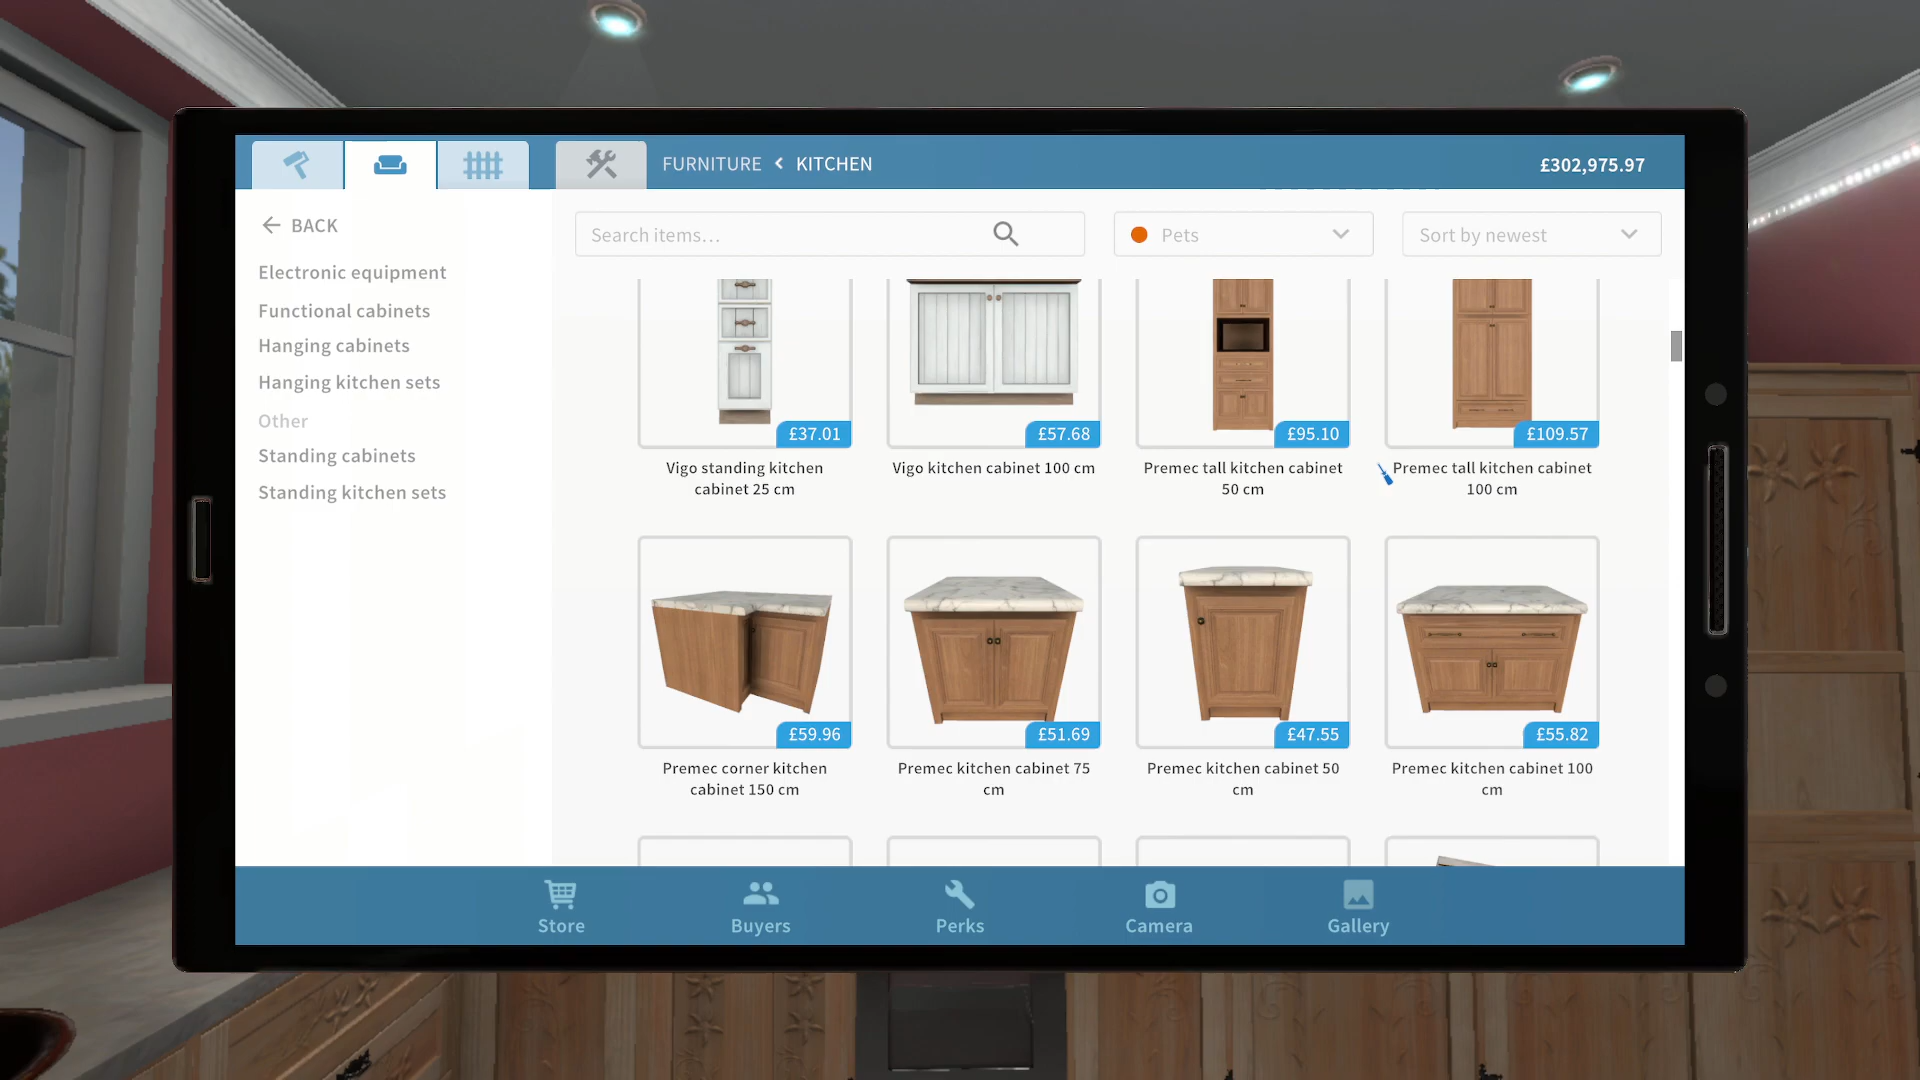 FURNITURE < KITCHEN
£302,975.97
BACK
Search items...
Pets
Sort by newest
Electronic equipment
Functional cabinets
Hanging cabinets
Hanging kitchen sets
Other
Standing cabinets
Standing kitchen sets
£37.01
£57.68
£95.10
£109.57
Vigo standing kitchen
cabinet 25 cm
Vigo kitchen cabinet 100 cm
Premec tall kitchen cabinet
50 cm
Premec tall kitchen cabinet
100 cm
£59.96
£51.69
£47.55
£55.82
Premec corner kitchen
cabinet 150 cm
Premec kitchen cabinet 75
cm
Premec kitchen cabinet 50
cm
Premec kitchen cabinet 100
cm
Store
Buyers
Perks
Camera
Gallery